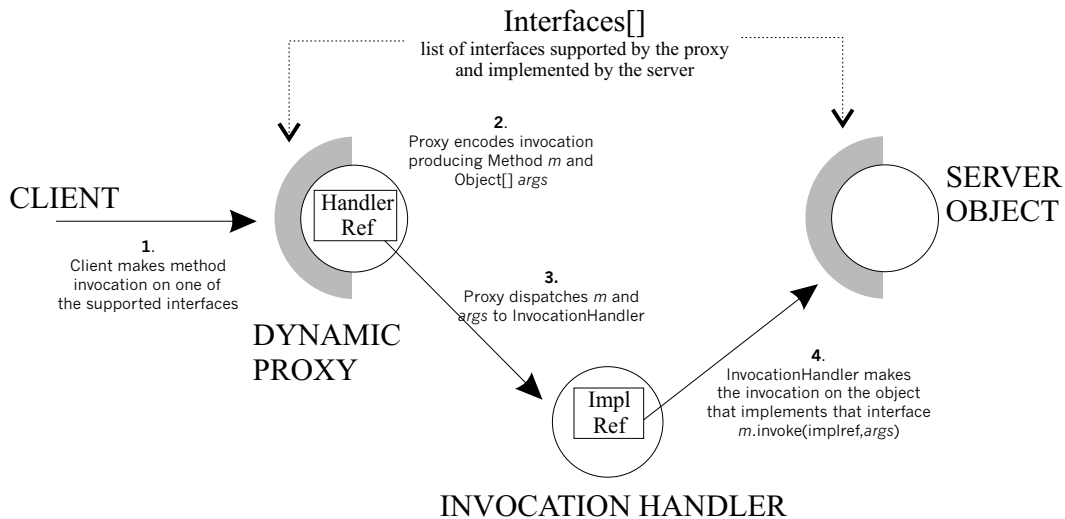 Interfaces[]
list of interfaces supported by the proxy
and implemented by the server
2.
Proxy encodes invocation
producing Method m and
Object[] args
CLIENT
1.
Client makes method
invocation on one of
the supported interfaces
Handler
Ref
DYNAMIC
PROXY
SERVER
OBJECT
3.
Proxy dispatches m and
args to InvocationHandler
Impl
Ref
INVOCATION HANDLER
4.
InvocationHandler makes
the invocation on the object
that implements that interface
m.invoke(implref,args)